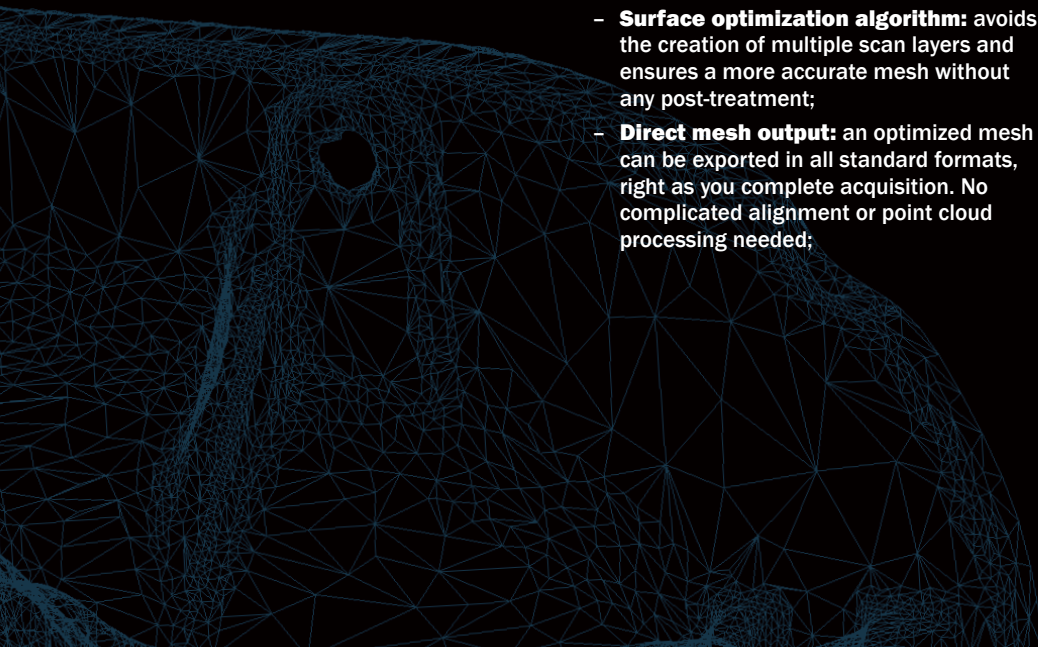 – Surface optimization algorithm: avoids
the creation of multiple scan layers and
ensures a more accurate mesh without
any post-treatment;
– Direct mesh output: an optimized mesh
can be exported in all standard formats,
right as you complete acquisition. No
complicated alignment or point cloud
processing needed;